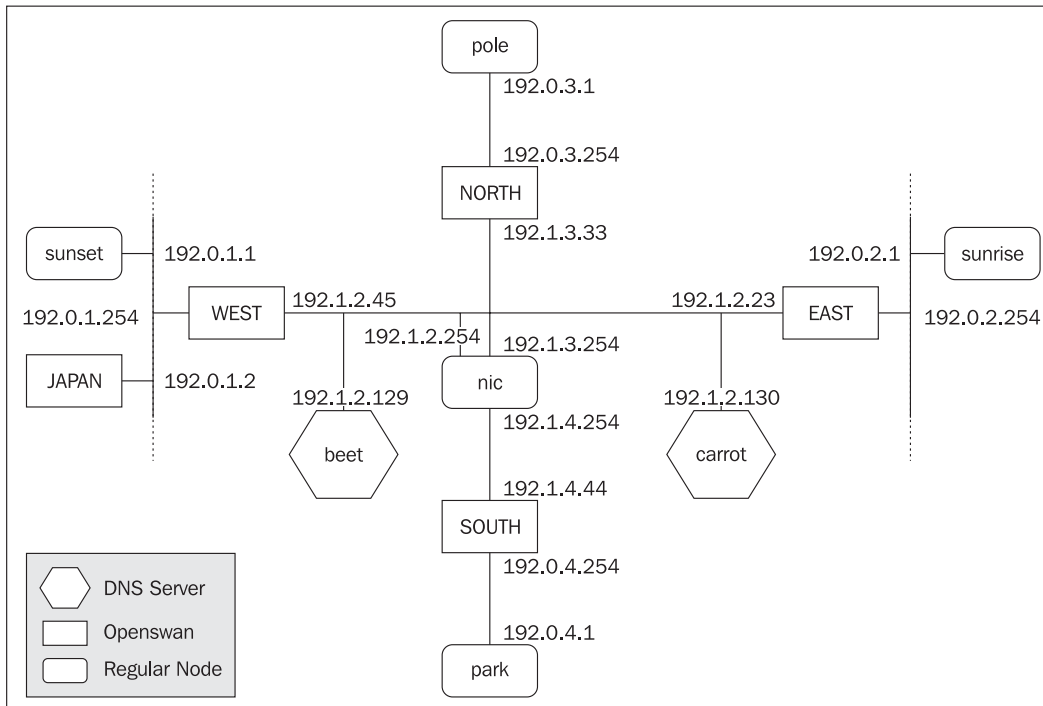 pole
192.0.3.1
192.0.3.254
NORTH
192.1.3.33
sunset
192.0.1.1
192.0.2.1
sunrise
192.0.1.254
WEST
192.1.2.45
192.1.2.23
EAST
192.0.2.254
192.1.2.254
192.1.3.254
JAPAN
192.0.1.2
nic
192.1.2.129
192.1.2.130
192.1.4.254
beet
carrot
192.1.4.44
SOUTH
192.0.4.254
DNS Server
Openswan
192.0.4.1
Regular Node
park